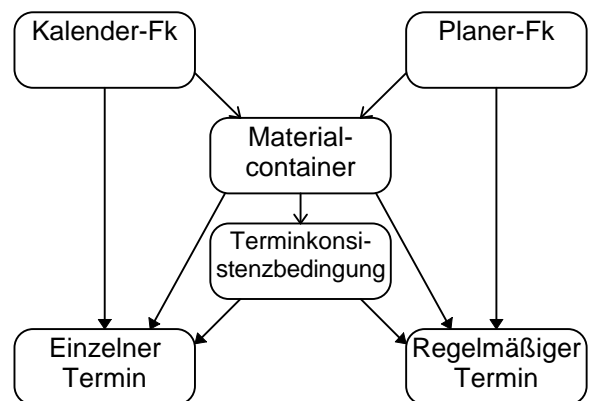 Kalender-Fk
Planer-Fk
Material-
container
Terminkonsi-
stenzbedingung
Einzelner
Termin
Regelmäßiger
Termin